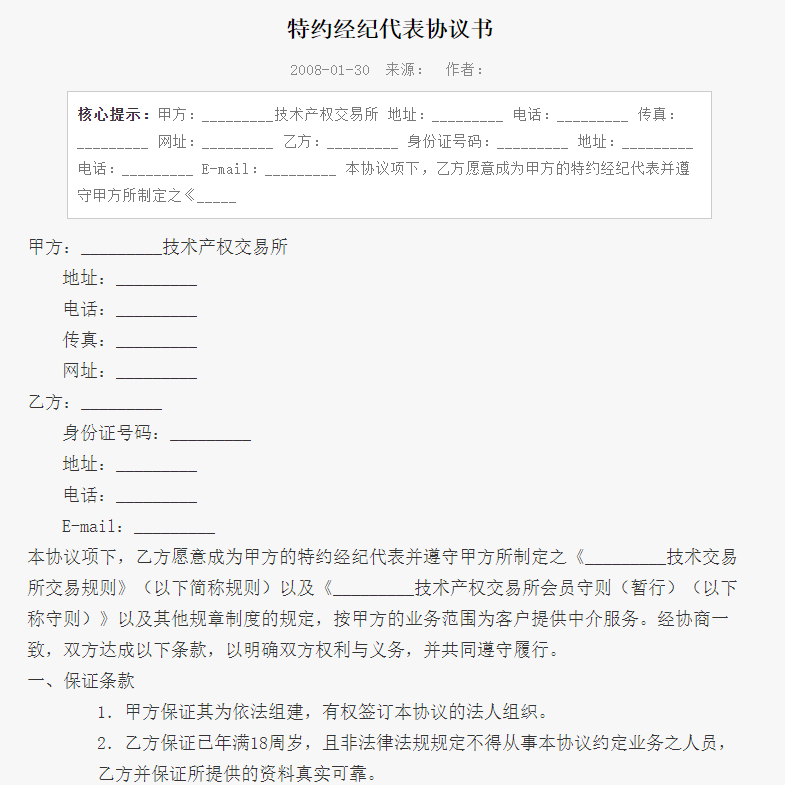 特约经纪代表协议书
2008-01-30 来源： 作者：
核心提示：甲方：_________技术产权交易所 地址：_________ 电话：_________ 传真：
_________ 网址：_________ 乙方：_________ 身份证号码：_________ 地址：_________
电话：_________ E-mail：_________ 本协议项下，乙方愿意成为甲方的特约经纪代表并遵
守甲方所制定之《_____
甲方：_________技术产权交易所
地址：_________
电话：_________
传真：_________
网址：_________
乙方：_________
身份证号码：_________
地址：_________
电话：_________
E-mail：_________
本协议项下，乙方愿意成为甲方的特约经纪代表并遵守甲方所制定之《_________技术交易
所交易规则》（以下简称规则）以及《_________技术产权交易所会员守则（暂行）（以下
称守则）》以及其他规章制度的规定，按甲方的业务范围为客户提供中介服务。经协商一
致，双方达成以下条款，以明确双方权利与义务，并共同遵守履行。
一、保证条款
1．甲方保证其为依法组建，有权签订本协议的法人组织。
2．乙方保证已年满18周岁，且非法律法规规定不得从事本协议约定业务之人员，
乙方并保证所提供的资料真实可靠。